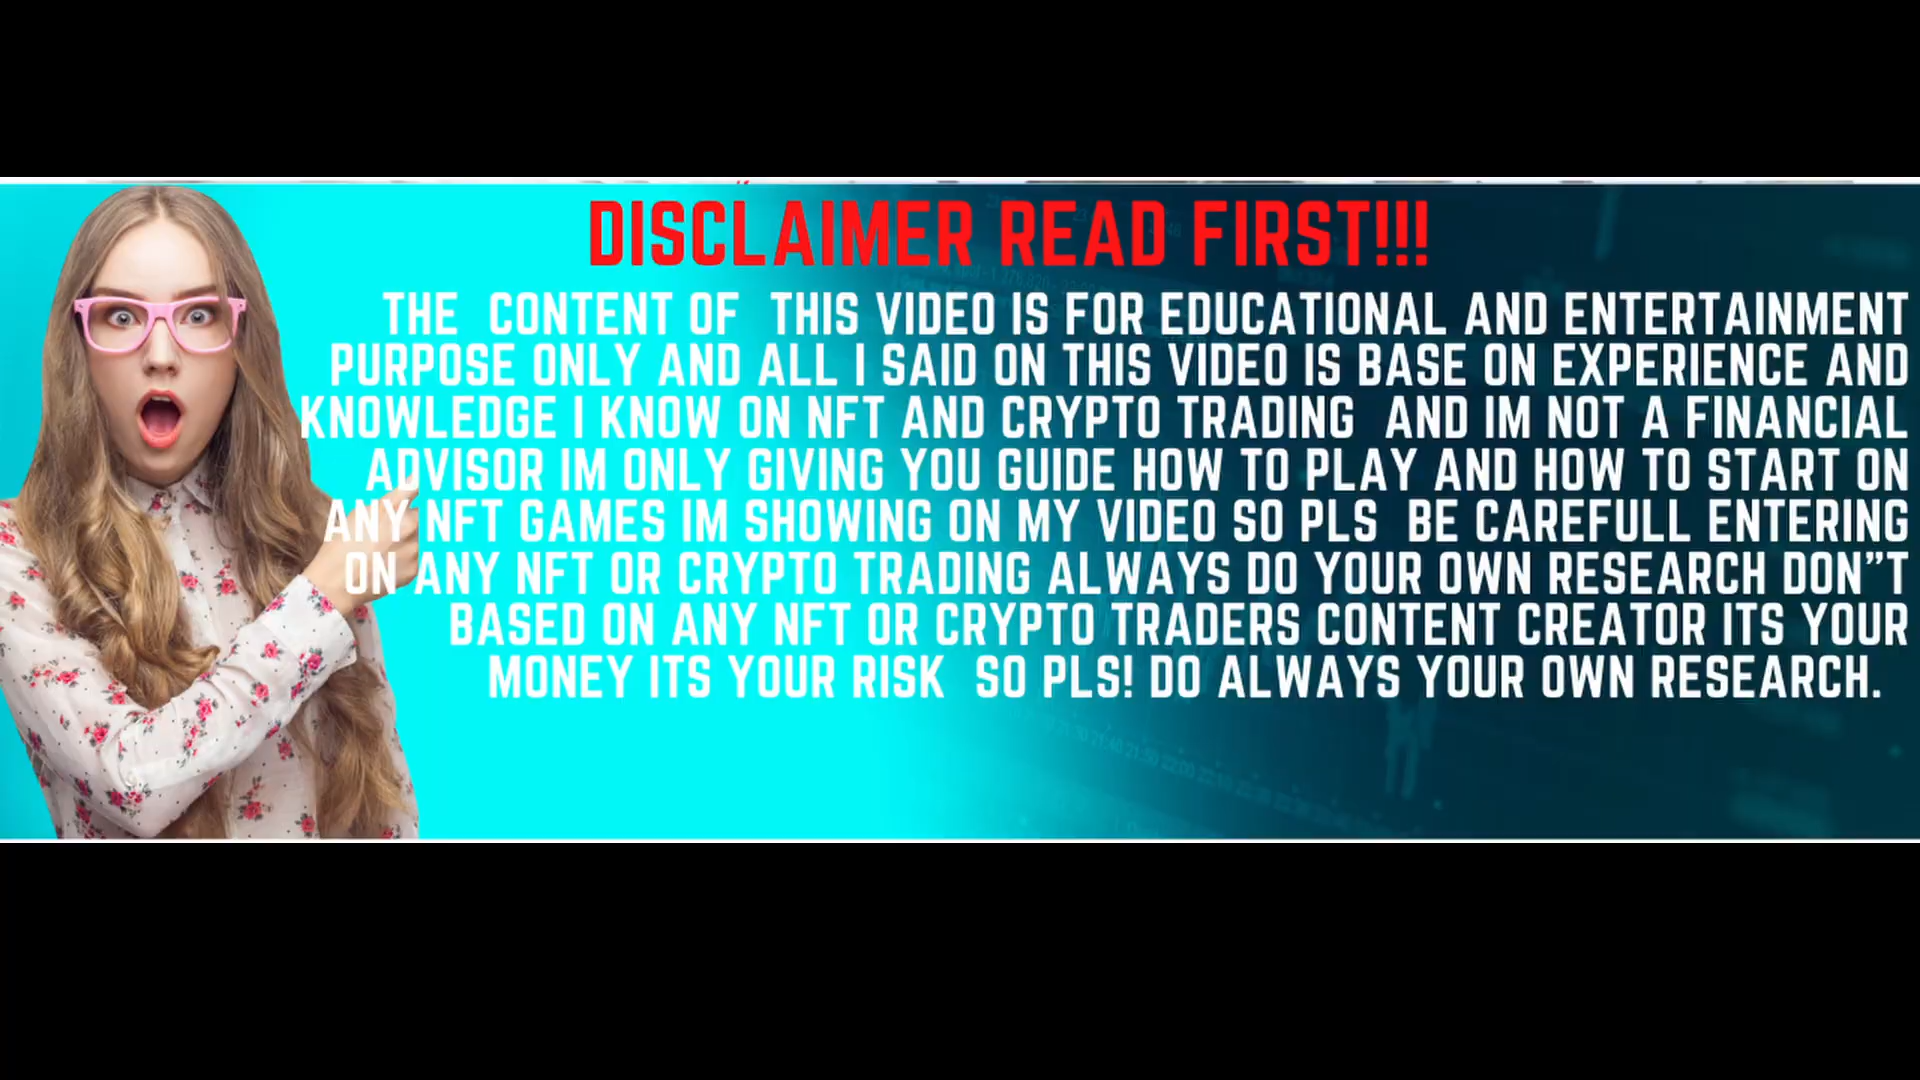 DISCLAIMER READ FIRST!!!
THE CONTENT OF THIS VIDEO IS FOR EDUCATIONAL AND ENTERTAINMENT
PURPOSE ONLY AND ALL I SAID ON THIS VIDEO IS BASE ON EXPERIENCE AND
KNOWLEDGE I KNOW ON NFT AND CRYPTO TRADING AND IM NOT A FINANCIAL
ADVISOR IM ONLY GIVING YOU GUIDE HOW TO PLAY AND HOW TO START ON
ANY NFT GAMES IM SHOWING ON MY VIDEO SO PLS BE CAREFULL ENTERING
ON ANY NFT OR CRYPTO TRADING ALWAYS DO YOUR OWN RESEARCH DON"T
BASED ON ANY NFT OR CRYPTO TRADERS CONTENT CREATOR ITS YOUR
MONEY ITS YOUR RISK SO PLS! DO ALWAYS YOUR OWN RESEARCH.